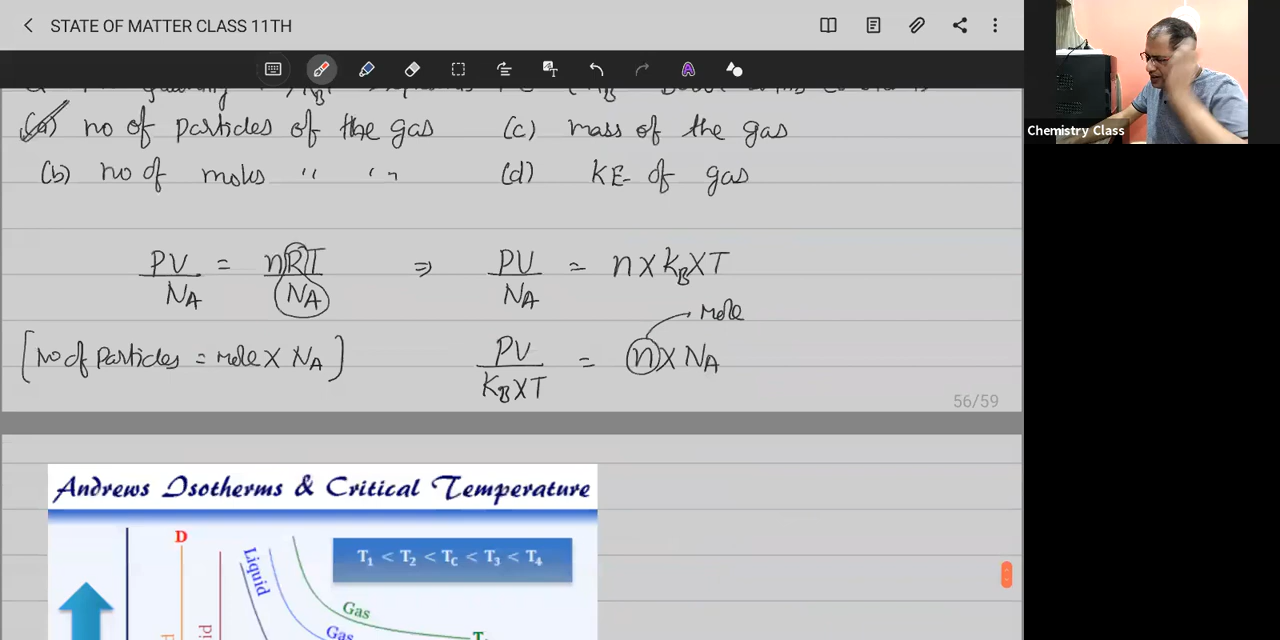 STATE OF MATTER CLASS 11TH
Chemistry Class
(a) no of particles of the gas (c) mass of the gas
(b) no of moles " " " (d) KE of gas
PV/NA = nRT/NA ⇒ PV/NA = n X KB X T
mole
[No of Particles = mole X NA] PV/KB X T = n X NA
56/59
Andrews Isotherms & Critical Temperature
D
T1 < T2 < TC < T3 < T4
Liquid
Gas
Gas